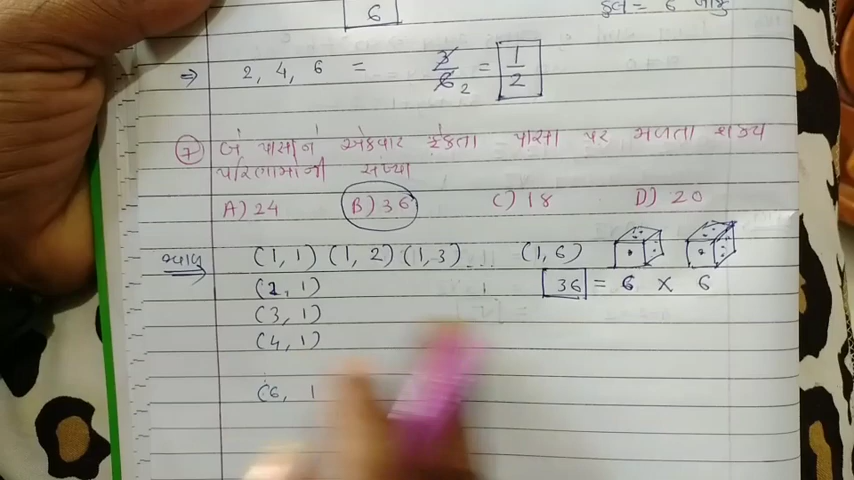 6
કુલ = 6
⇒ 2, 4, 6 = 3/6 2 = 1/2
૭ બે પાસાને એકવાર ફેંકતા પાસા પર મળતા શક્ય
પરિણામોની સંખ્યા
A) 24 B) 36 C) 18 D) 20
(1, 1) (1, 2) (1, 3) ... (1, 6)
(2, 1) 36 = 6 x 6
(3, 1)
(4, 1)
(6, 1